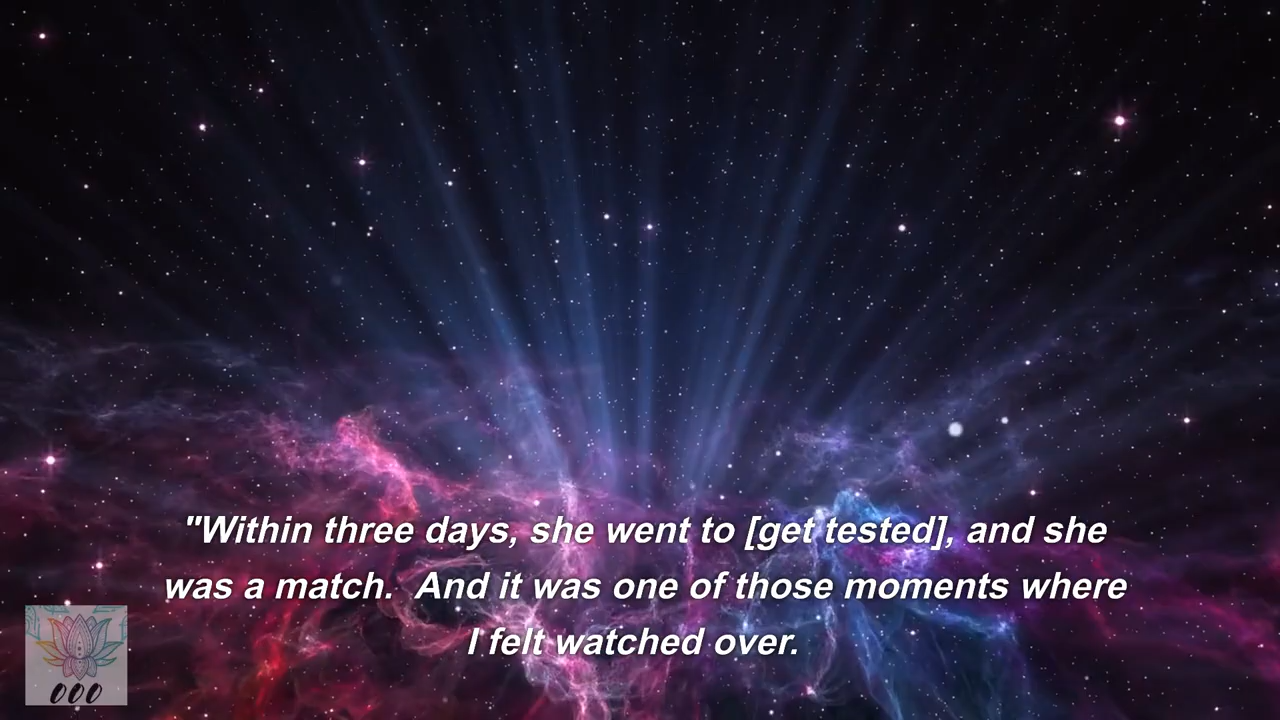 "Within three days, she went to [get tested], and she
was a match.  And it was one of those moments where
I felt watched over.
000